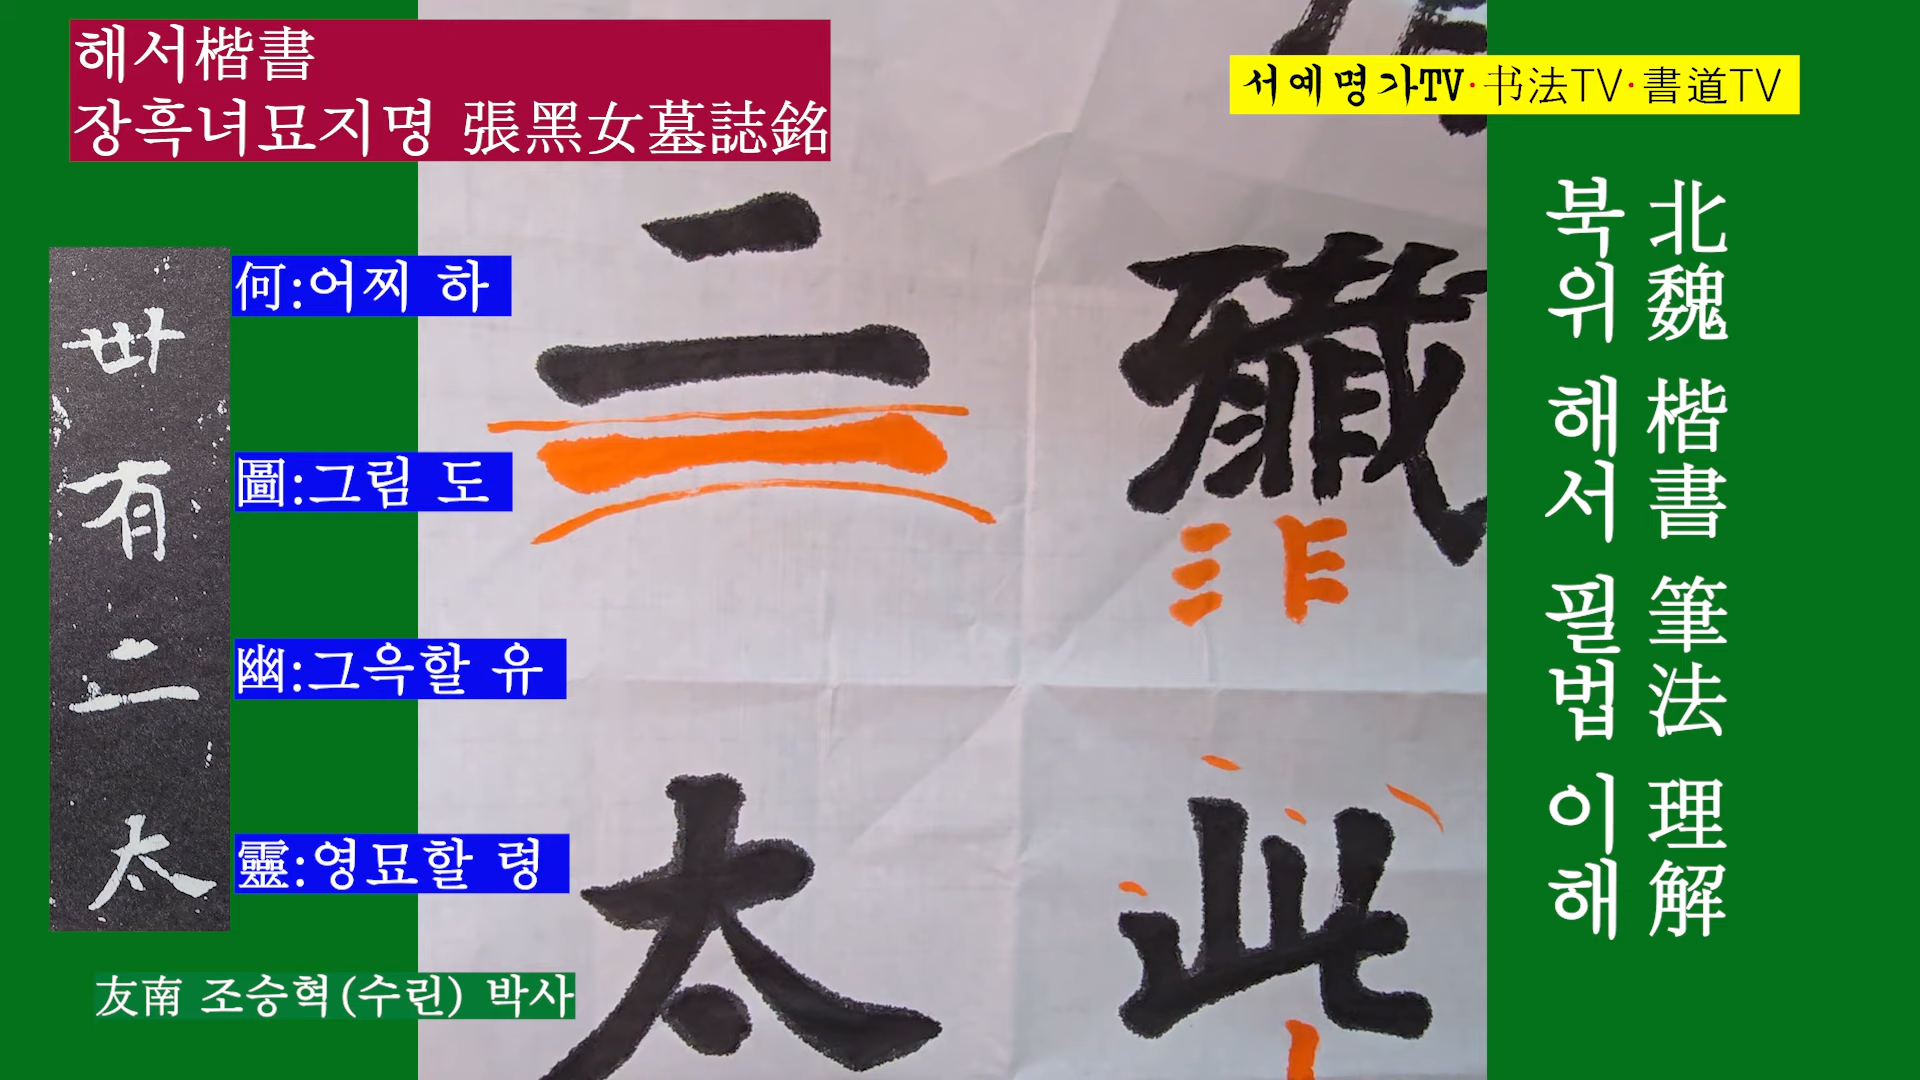 해서楷書
장흑녀묘지명 張黑女墓誌銘
서예명가TV·书法TV·書道TV
卅
有
二
太
何:어찌 하
圖:그림 도
幽:그윽할 유
靈:영묘할 령
二
太
殲
此
북위 해서 필법 이해
北魏 楷書 筆法 理解
友南 조승혁(수린) 박사